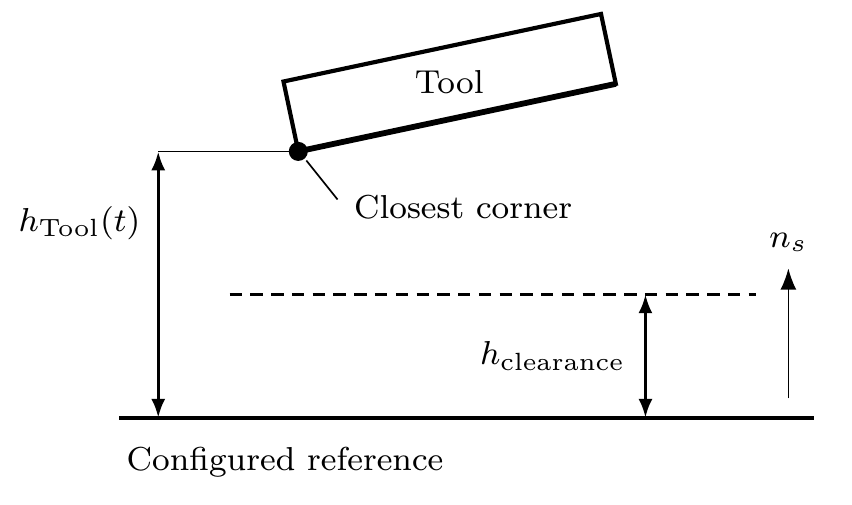 Tool
Closest corner
h_Tool(t)
n_s
h_clearance
Configured reference